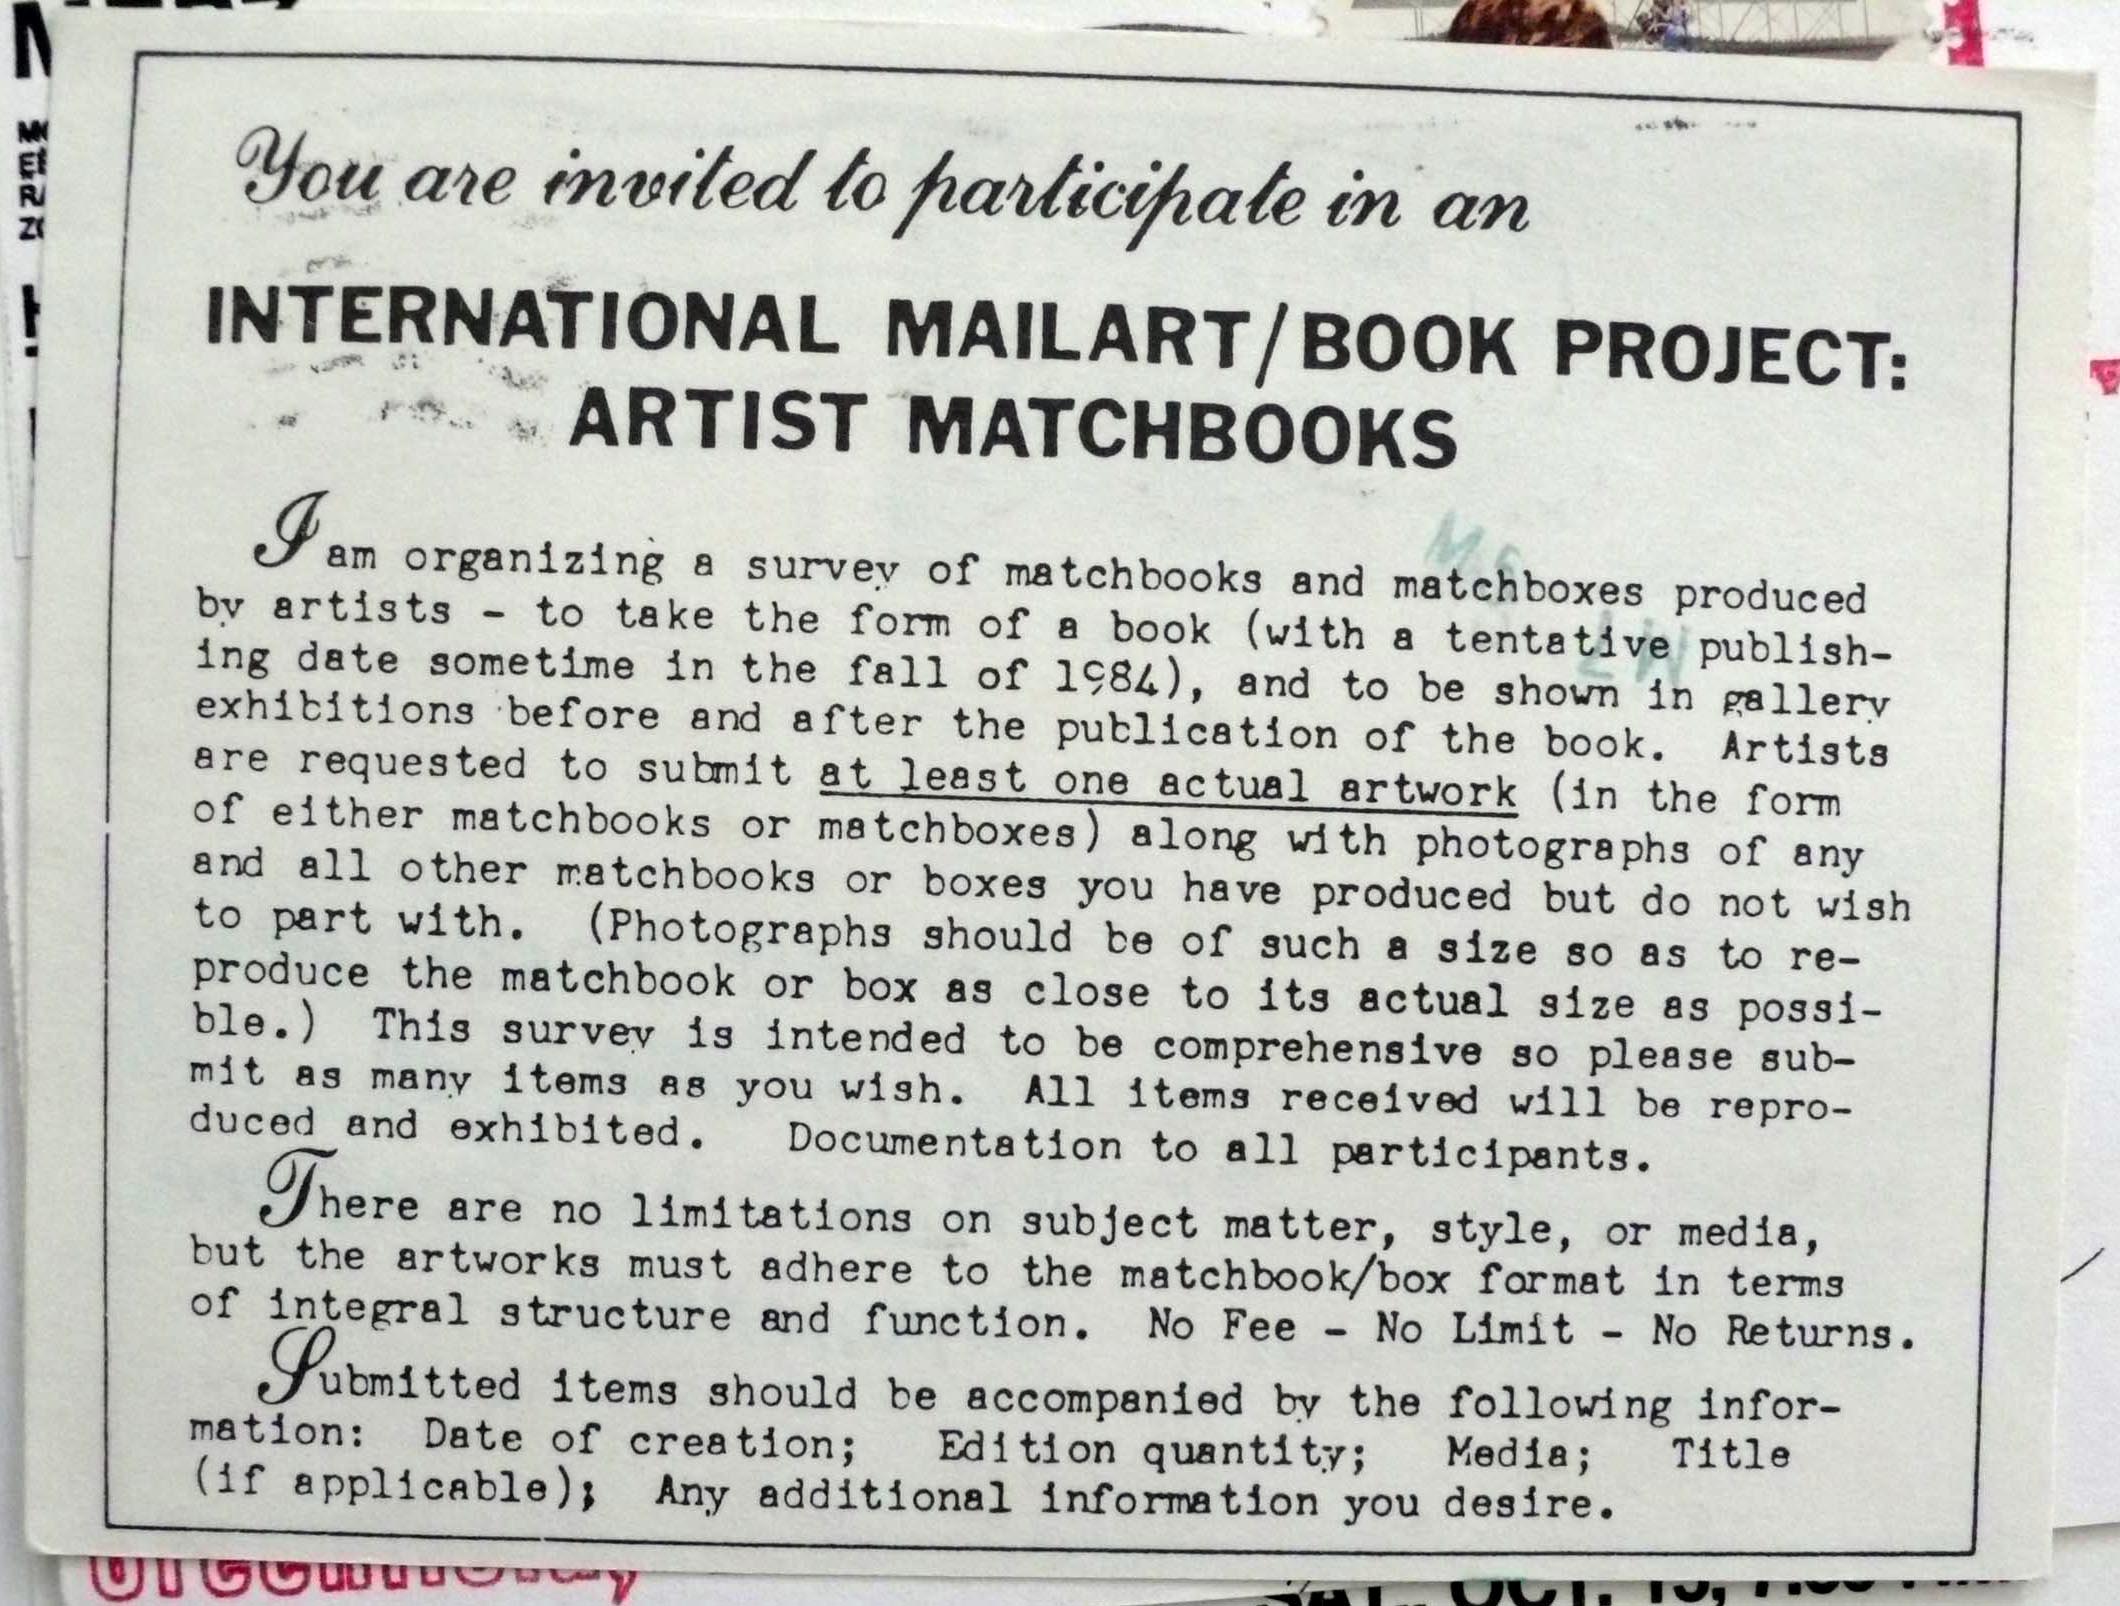 You are invited to participate in an
INTERNATIONAL MAILART/BOOK PROJECT:
ARTIST MATCHBOOKS
I am organizing a survey of matchbooks and matchboxes produced
by artists - to take the form of a book (with a tentative publish-
ing date sometime in the fall of 1984), and to be shown in gallery
exhibitions before and after the publication of the book. Artists
are requested to submit at least one actual artwork (in the form
of either matchbooks or matchboxes) along with photographs of any
and all other matchbooks or boxes you have produced but do not wish
to part with. (Photographs should be of such a size so as to re-
produce the matchbook or box as close to its actual size as possi-
ble.) This survey is intended to be comprehensive so please sub-
mit as many items as you wish. All items received will be repro-
duced and exhibited. Documentation to all participants.
There are no limitations on subject matter, style, or media,
but the artworks must adhere to the matchbook/box format in terms
of integral structure and function. No Fee - No Limit - No Returns.
Submitted items should be accompanied by the following infor-
mation: Date of creation; Edition quantity; Media; Title
(if applicable); Any additional information you desire.